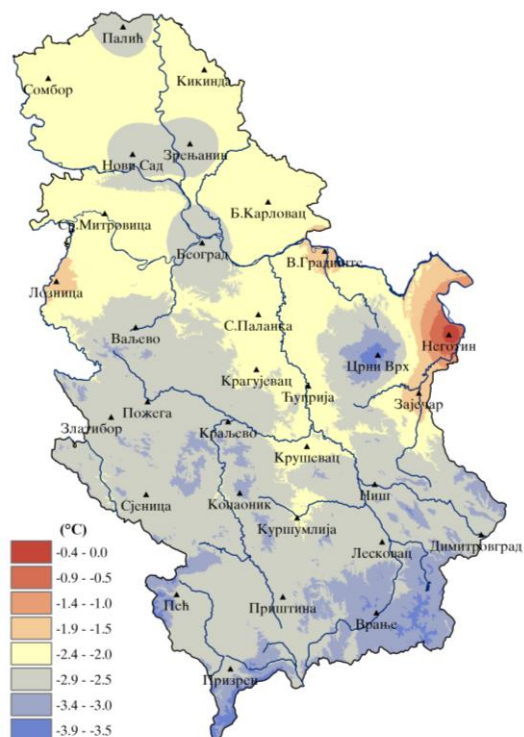 Палић
Кикинда
Сомбор
Зрењанин
Нови Сад
Б.Карловац
Ср.Митровица
Београд
В.Градиште
Лозница
С.Паланка
Ваљево
Неготин
Црни Врх
Крагујевац
Ћуприја
Зајечар
Пожега
Златибор
Краљево
Крушевац
Ниш
Сјеница
Копаоник
Куршумлија
Димитровград
Лесковац
Пећ
Приштина
Врање
Призрен
(°C)
-0.4 - 0.0
-0.9 - -0.5
-1.4 - -1.0
-1.9 - -1.5
-2.4 - -2.0
-2.9 - -2.5
-3.4 - -3.0
-3.9 - -3.5